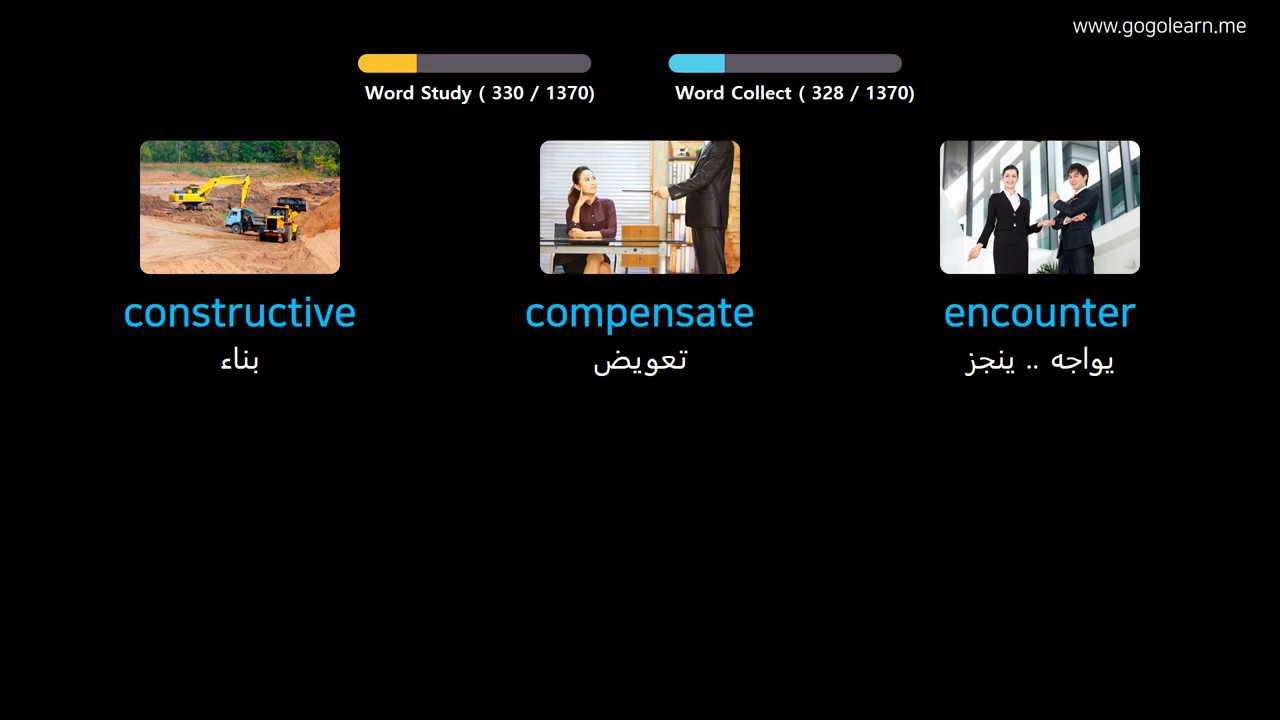 www.gogolearn.me
Word Study ( 330 / 1370)
Word Collect ( 328 / 1370)
constructive
compensate
encounter
بناء
تعويض
يواجه .. ينجز